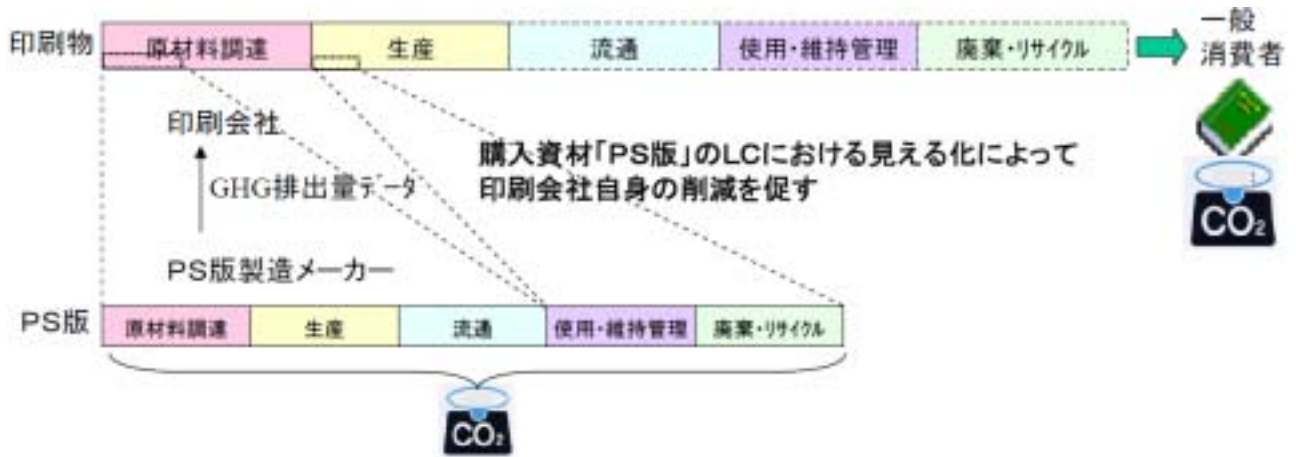 印刷物
原材料調達
生産
流通
使用・維持管理
廃棄・リサイクル
一般
消費者
印刷会社
GHG排出量データ
PS版製造メーカー
購入資材「PS版」のLCにおける見える化によって
印刷会社自身の削減を促す
CO₂
PS版
原材料調達
生産
流通
使用・維持管理
廃棄・リサイクル
CO₂